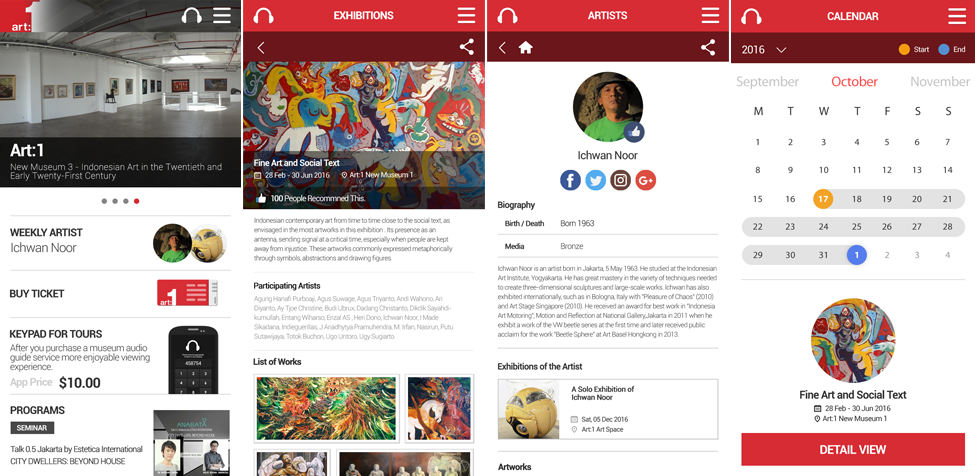 art:1
Art:1
New Museum 3 - Indonesian Art in the Twentieth and
Early Twenty-First Century
WEEKLY ARTIST
Ichwan Noor
BUY TICKET
art:1
KEYPAD FOR TOURS
After you purchase a museum audio
guide service more enjoyable viewing
experience.
App Price $10.00
458754
PROGRAMS
SEMINAR
Talk 0.5 Jakarta by Estetica International
CITY DWELLERS: BEYOND HOUSE
ANABATA
EXHIBITIONS
Fine Art and Social Text
28 Feb - 30 Jun 2016 Art:1 New Museum 1
100 People Recommned This.
Indonesian contemporary art from time to time close to the social text, as
envisaged in the most artworks in this exhibition. Its presence as an
antenna, sending signal at a critical time, especially when people are kept
away from injustice. These artworks commonly expressed metaphorically
through symbols, abstractions and drawing figures.
Participating Artists
Agung Hanafi Purboaji, Agus Suwage, Agus Triyanto, Andi Wahono, Ari
Diyanto, Ay Tjoe Christine, Budi Ubrux, Dadang Christanto, Dikdik Sayahdi-
kumullah, Entang Wiharso, Erizal AS , Heri Dono, Ichwan Noor, I Made
Sikardana, Indieguerillas, J Ariadhytya Pramuhendra, M. Irfan, Nasirun, Putu
Sutawijaya, Totok Buchori, Ugo Untoro, Ugy Sugiarto.
List of Works
ARTISTS
Ichwan Noor
Biography
Birth / Death Born 1963
Media Bronze
Ichwan Noor is an artist born in Jakarta, 5 May 1963. He studied at the Indonesian
Art Institute, Yogyakarta. He has great mastery in the variety of techniques needed
to create three-dimensional sculptures and large-scale works. Ichwan Noor has also
exhibited internationally, such as in Bologna, Italy with "Pleasure of Chaos" (2010)
and Art Stage Singapore (2010). He received an award for best work in "Indonesia
Art Motoring", Motion and Reflection at National Gallery,Jakarta in 2011 when he
exhibit a work of the VW beetle series at the first time and later received public
acclaim for the work "Beetle Sphere" at Art Basel Hongkong in 2013.
Exhibitions of the Artist
A Solo Exhibition of
Ichwan Noor
Sat, 05 Dec 2016
Art:1 Art Space
Artworks
CALENDAR
2016 Start End
September October November
M T W T F S S
1 2 3 4 5 6 7
8 9 10 11 12 13 14
15 16 17 18 19 20 21
22 23 24 25 26 27 28
29 30 31 1 2 3 4
Fine Art and Social Text
28 Feb - 30 Jun 2016
Art:1 New Museum 1
DETAIL VIEW